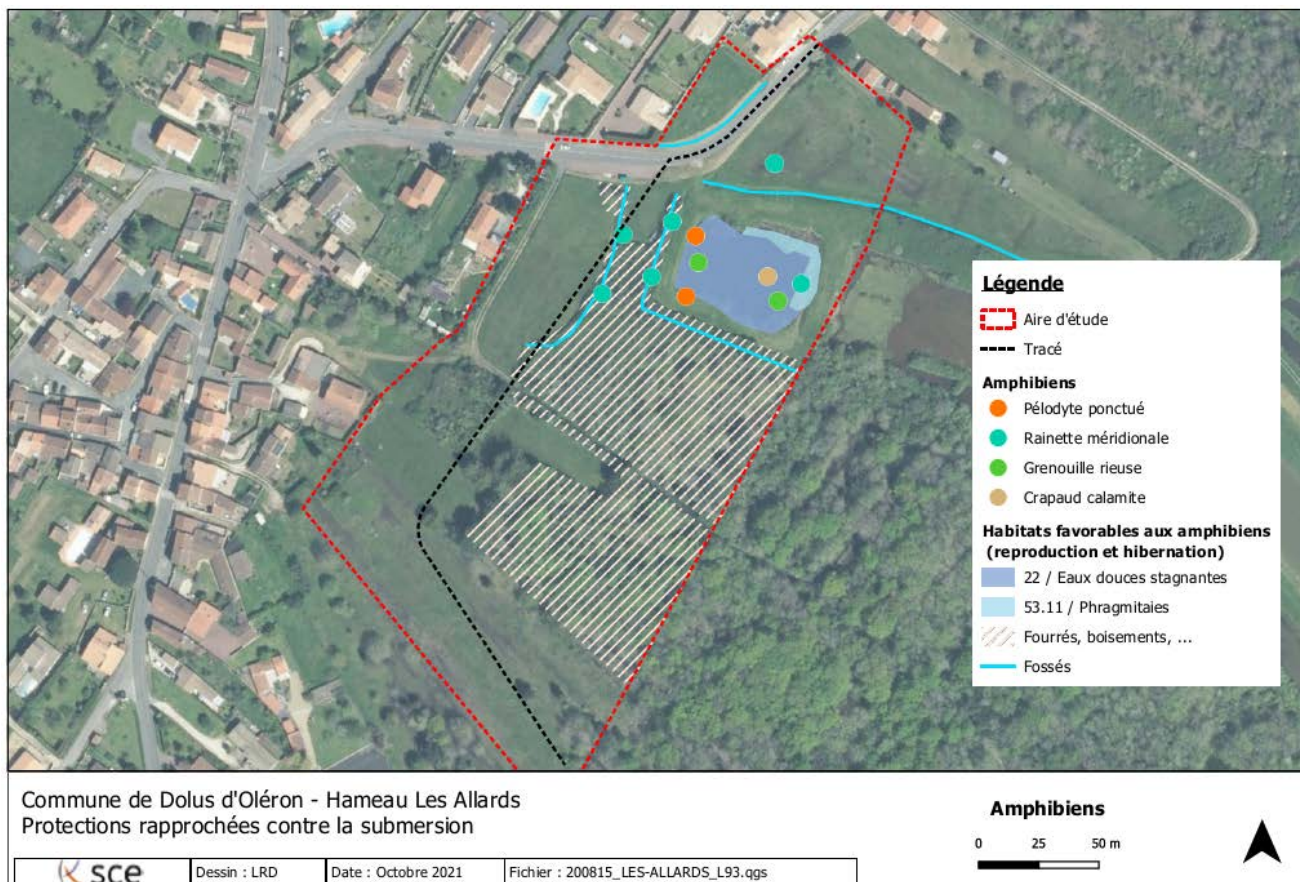 Légende
Aire d'étude
Tracé
Amphibiens
Pélodyte ponctué
Rainette méridionale
Grenouille rieuse
Crapaud calamite
Habitats favorables aux amphibiens
(reproduction et hibernation)
22 / Eaux douces stagnantes
53.11 / Phragmitaies
Fourrés, boisements, ...
Fossés
Commune de Dolus d'Oléron - Hameau Les Allards
Protections rapprochées contre la submersion
Amphibiens
0 25 50 m
sce
Dessin : LRD
Date : Octobre 2021
Fichier : 200815_LES-ALLARDS_L93.qgs